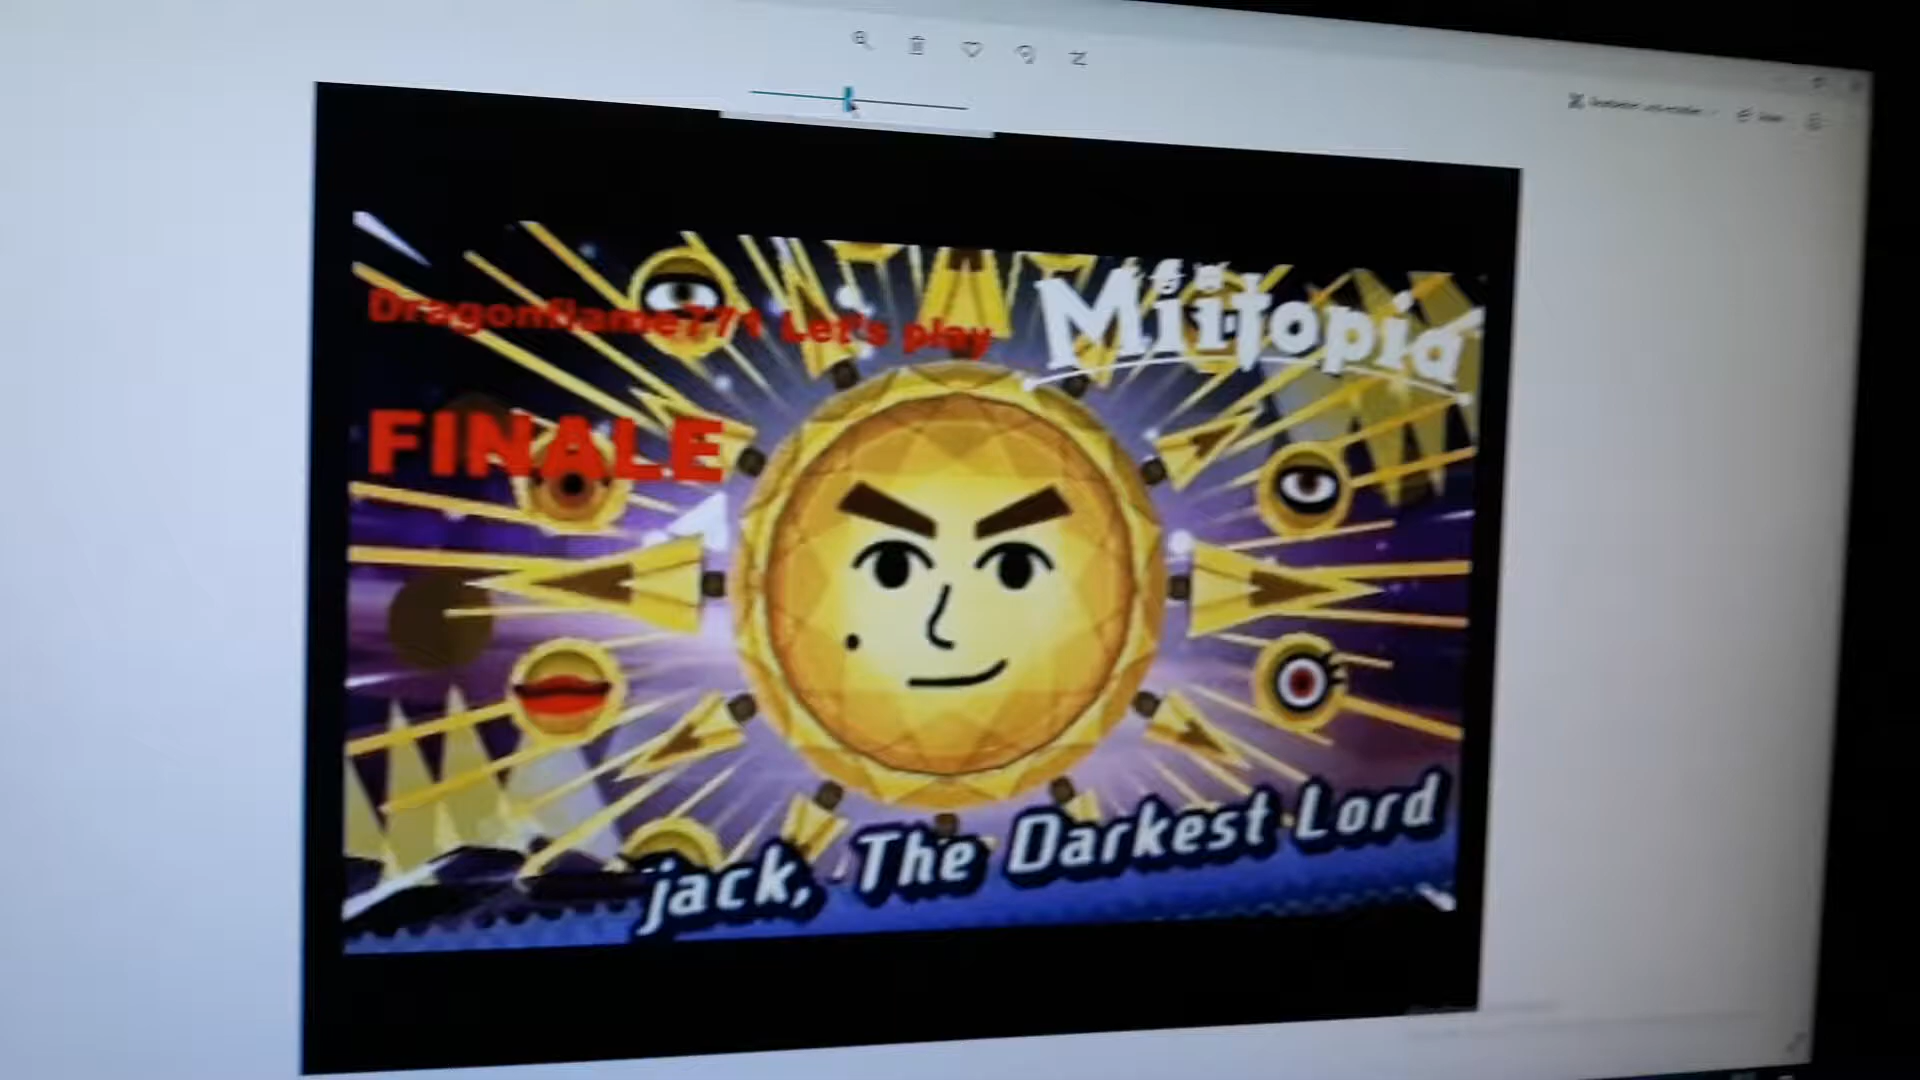 Dragonflame771 Let's play
Miitopia
FINALE
jack, The Darkest Lord